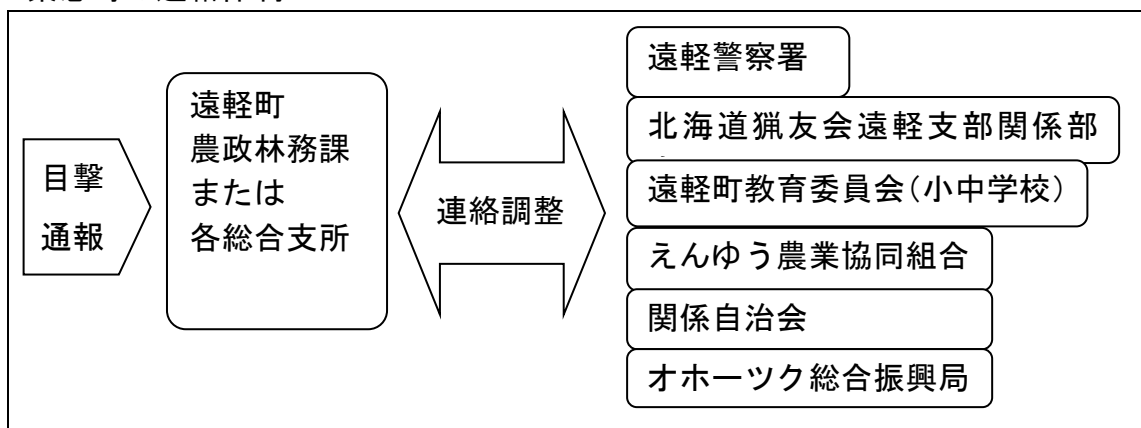 目撃
通報
遠軽町
農政林務課
または
各総合支所
連絡調整
遠軽警察署
北海道猟友会遠軽支部関係部
遠軽町教育委員会(小中学校)
えんゆう農業協同組合
関係自治会
オホーツク総合振興局